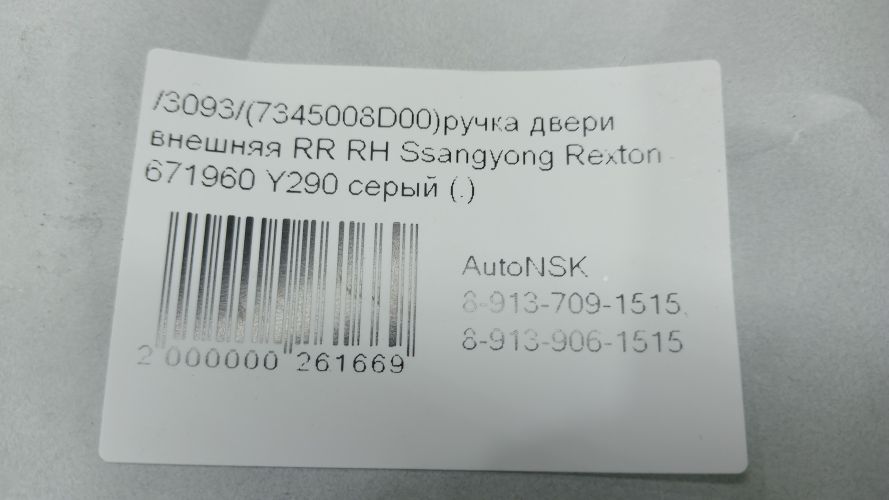 /3093/(7345008D00)ручка двери
внешняя RR RH Ssangyong Rexton
671960 Y290 серый (.)
AutoNSK
8-913-709-1515,
8-913-906-1515
2 000000 261669